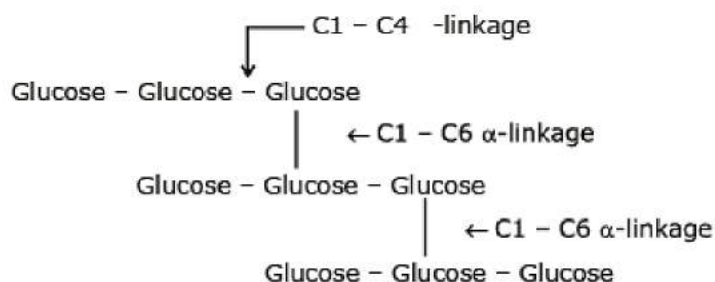 C1 – C4 -linkage
Glucose – Glucose – Glucose
← C1 – C6 α-linkage
Glucose – Glucose – Glucose
← C1 – C6 α-linkage
Glucose – Glucose – Glucose